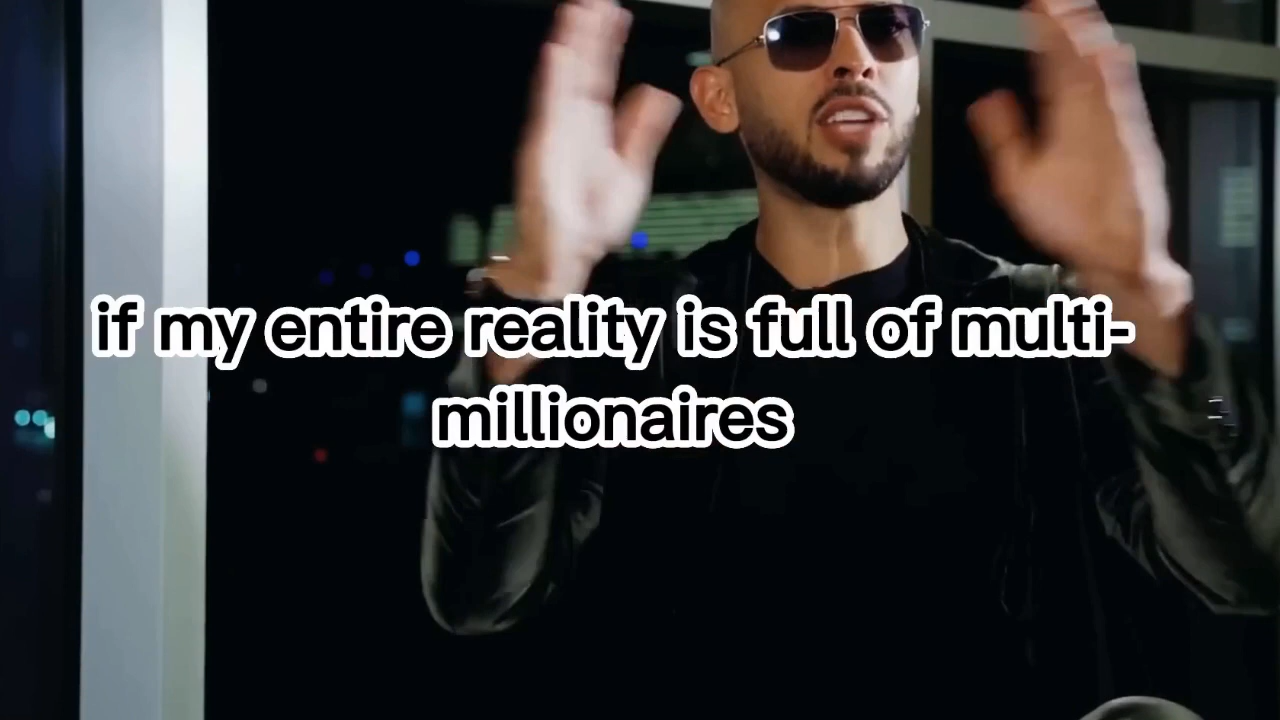 if my entire reality is full of multi-
millionaires